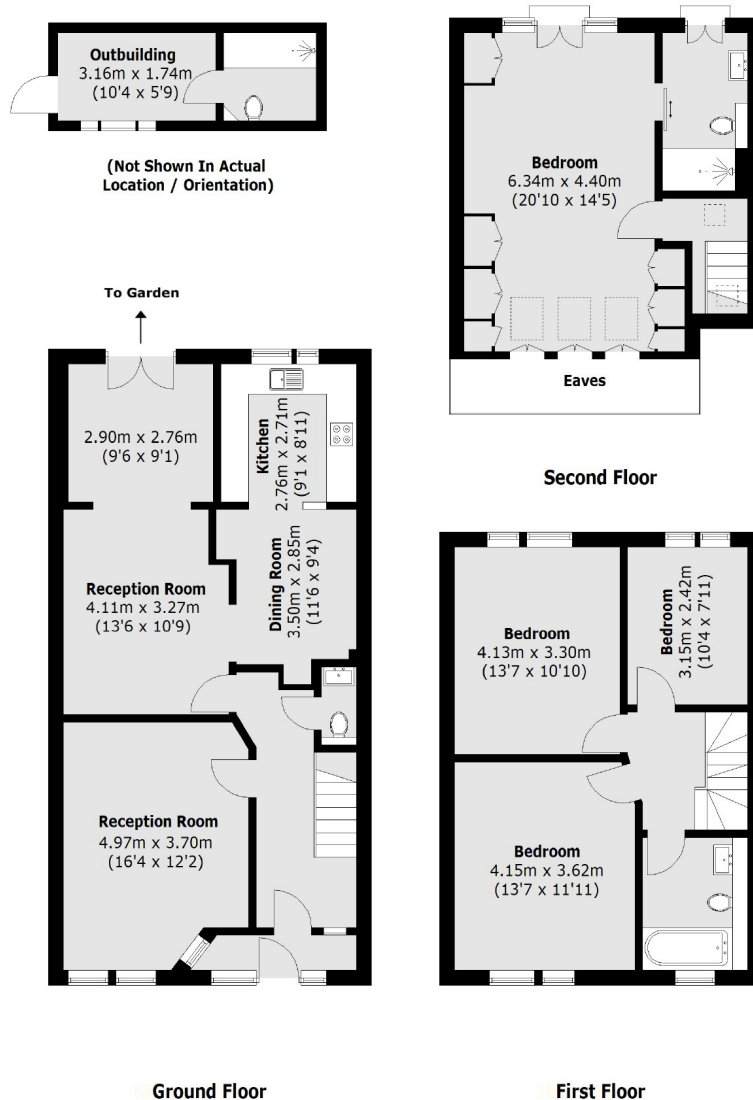 Outbuilding
3.16m x 1.74m
(10'4 x 5'9)
(Not Shown In Actual
Location / Orientation)
To Garden
2.90m x 2.76m
(9'6 x 9'1)
Kitchen
2.76m x 2.71m
(9'1 x 8'11)
Reception Room
4.11m x 3.27m
(13'6 x 10'9)
Dining Room
3.50m x 2.85m
(11'6 x 9'4)
Reception Room
4.97m x 3.70m
(16'4 x 12'2)
Ground Floor
Bedroom
6.34m x 4.40m
(20'10 x 14'5)
Eaves
Second Floor
Bedroom
4.13m x 3.30m
(13'7 x 10'10)
Bedroom
3.15m x 2.42m
(10'4 x 7'11)
Bedroom
4.15m x 3.62m
(13'7 x 11'11)
First Floor